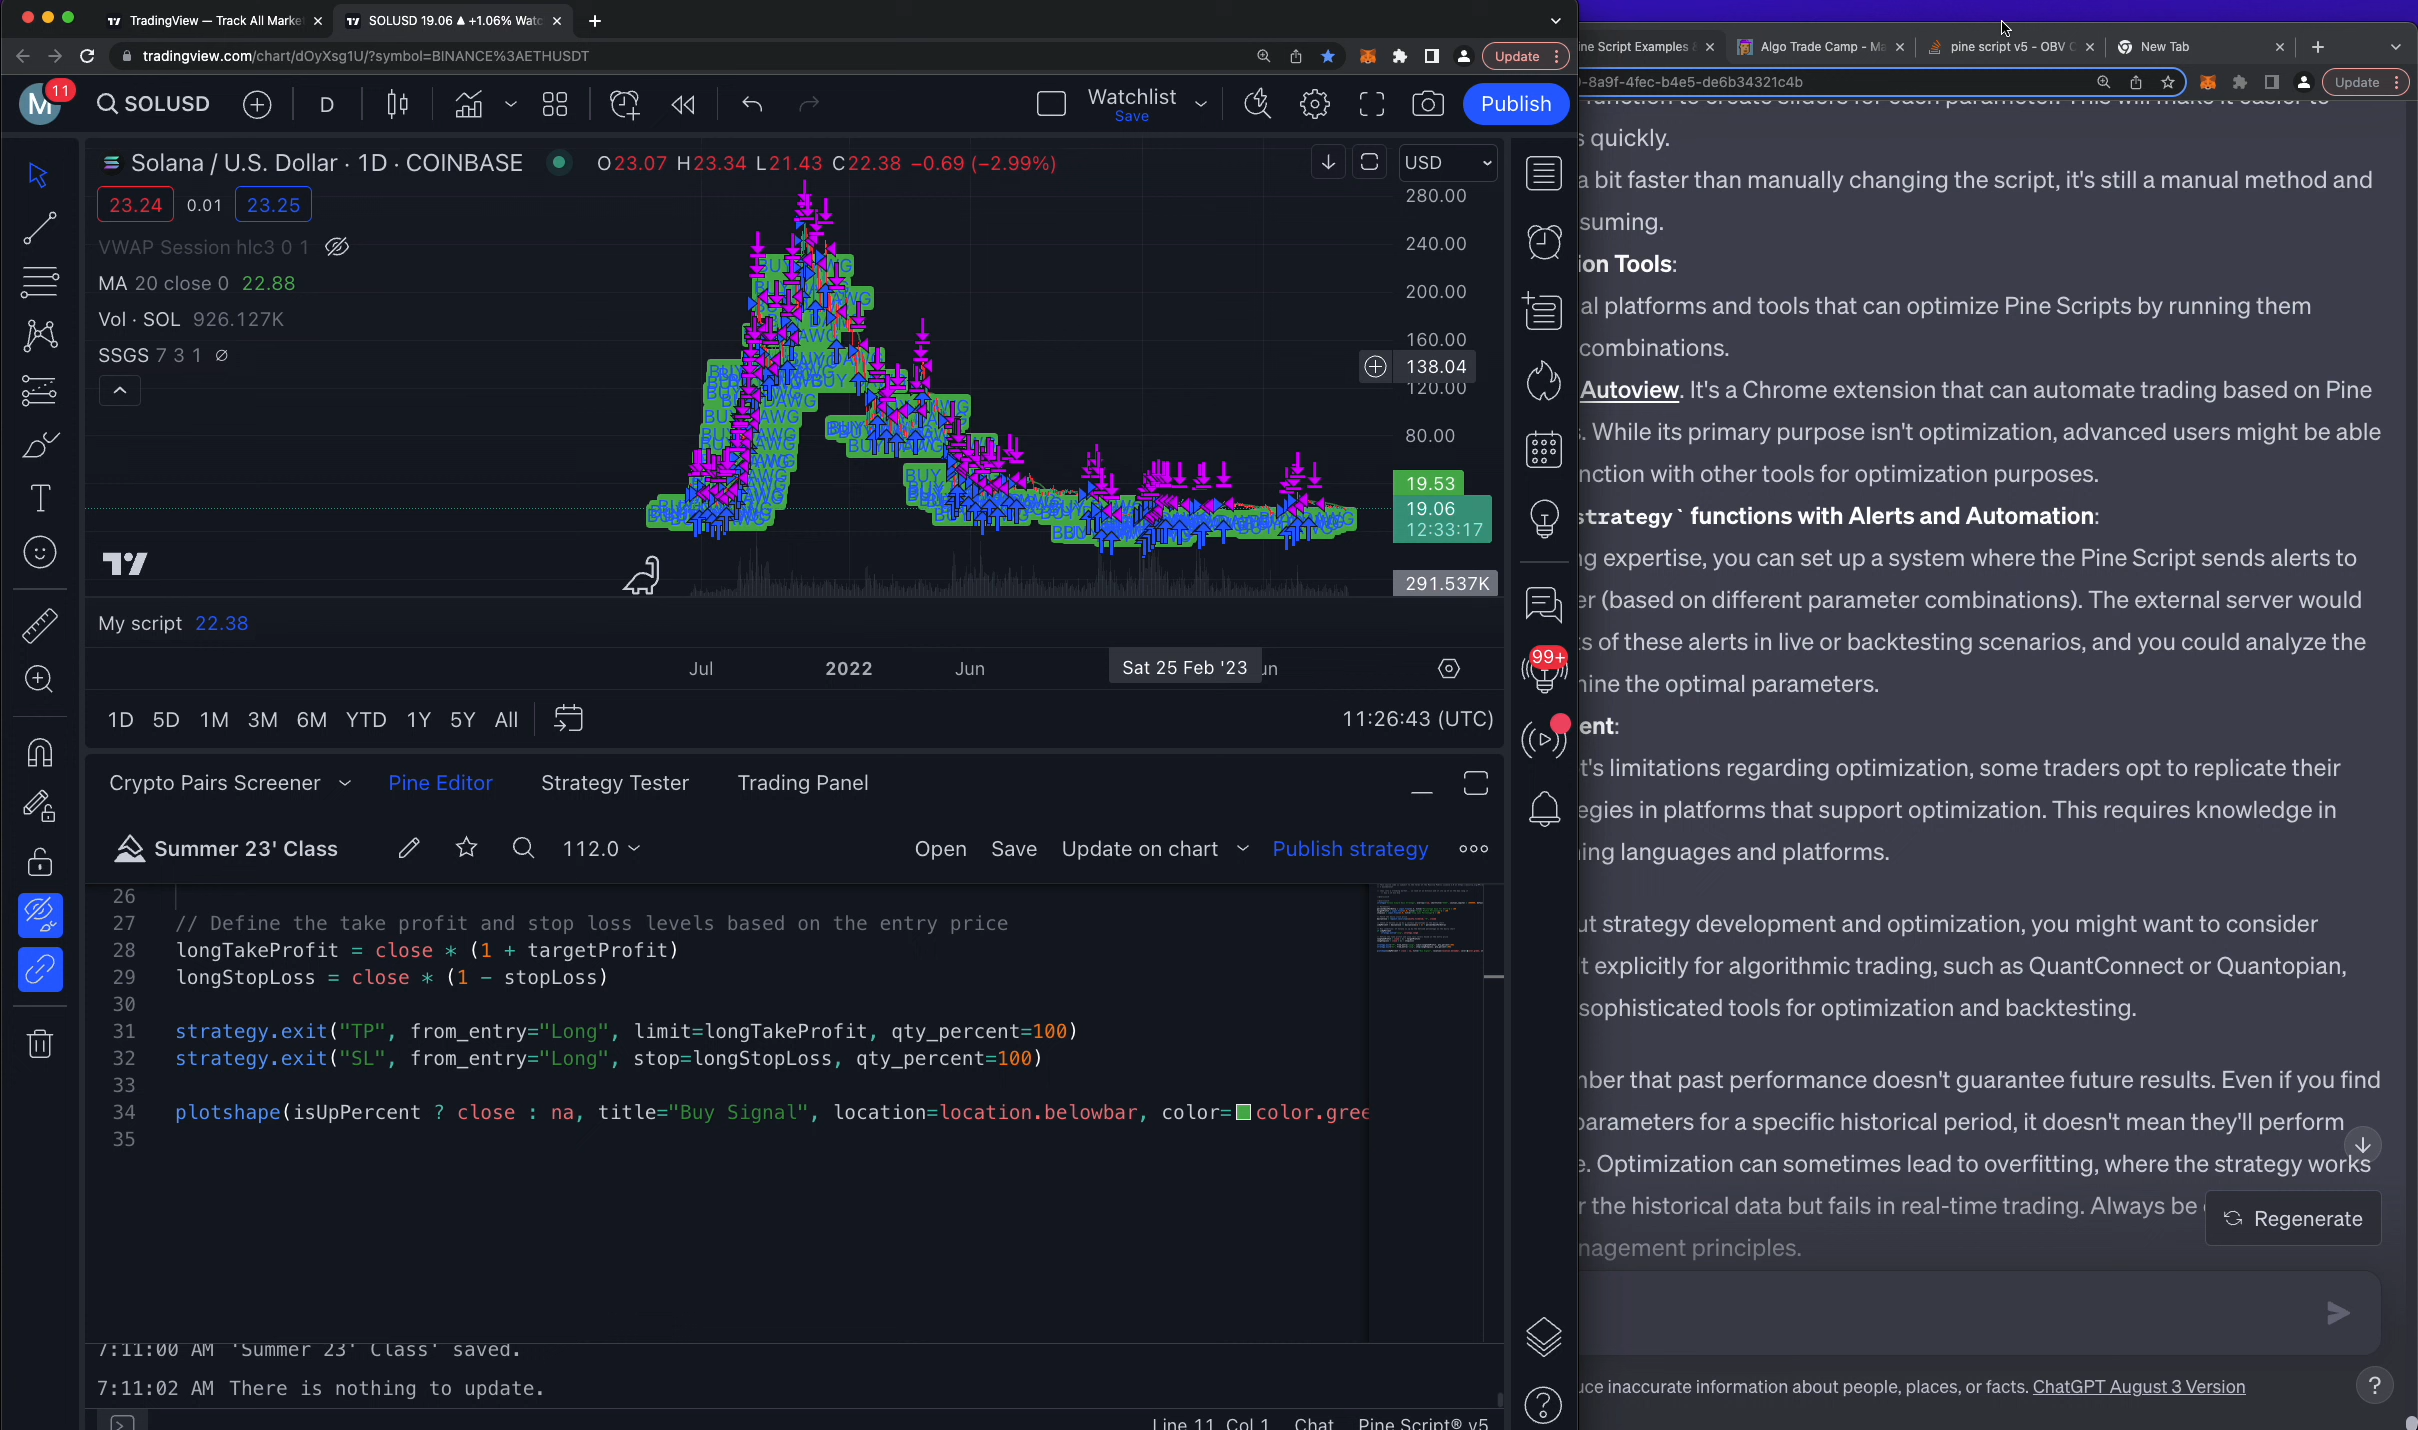 TradingView — Track All Marke
SOLUSD 19.06 ▲ +1.06% Watc
tradingview.com/chart/dOyXsg1U/?symbol=BINANCE%3AETHUSDT
Update
M
11
SOLUSD
D
Watchlist
Save
Publish
Solana / U.S. Dollar · 1D · COINBASE
O23.07 H23.34 L21.43 C22.38 −0.69 (−2.99%)
USD
23.24
0.01
23.25
VWAP Session hlc3 0 1
MA 20 close 0 22.88
Vol · SOL 926.127K
SSGS 7 3 1
280.00
240.00
200.00
160.00
138.04
120.00
80.00
19.53
19.06
12:33:17
291.537K
My script 22.38
Jul
2022
Jun
Sat 25 Feb '23
un
1D 5D 1M 3M 6M YTD 1Y 5Y All
11:26:43 (UTC)
99+
Crypto Pairs Screener
Pine Editor
Strategy Tester
Trading Panel
Summer 23' Class
112.0
Open
Save
Update on chart
Publish strategy
26
27 // Define the take profit and stop loss levels based on the entry price
28 longTakeProfit = close * (1 + targetProfit)
29 longStopLoss = close * (1 − stopLoss)
30
31 strategy.exit("TP", from_entry="Long", limit=longTakeProfit, qty_percent=100)
32 strategy.exit("SL", from_entry="Long", stop=longStopLoss, qty_percent=100)
33
34 plotshape(isUpPercent ? close : na, title="Buy Signal", location=location.belowbar, color=color.gree
35
7:11:00 AM 'Summer 23' Class' saved.
7:11:02 AM There is nothing to update.
Line 11, Col 1 Chat Pine Script® v5
ine Script Examples &
Algo Trade Camp - Ma
pine script v5 - OBV C
New Tab
-8a9f-4fec-b4e5-de6b34321c4b
Update
function to create sliders for each parameter. This will make it easier to
s quickly.
a bit faster than manually changing the script, it's still a manual method and
suming.
ion Tools:
al platforms and tools that can optimize Pine Scripts by running them
combinations.
Autoview. It's a Chrome extension that can automate trading based on Pine
s. While its primary purpose isn't optimization, advanced users might be able
nction with other tools for optimization purposes.
strategy` functions with Alerts and Automation:
ng expertise, you can set up a system where the Pine Script sends alerts to
er (based on different parameter combinations). The external server would
s of these alerts in live or backtesting scenarios, and you could analyze the
nine the optimal parameters.
ent:
t's limitations regarding optimization, some traders opt to replicate their
egies in platforms that support optimization. This requires knowledge in
ing languages and platforms.
ut strategy development and optimization, you might want to consider
t explicitly for algorithmic trading, such as QuantConnect or Quantopian,
sophisticated tools for optimization and backtesting.
nber that past performance doesn't guarantee future results. Even if you find
parameters for a specific historical period, it doesn't mean they'll perform
e. Optimization can sometimes lead to overfitting, where the strategy works
r the historical data but fails in real-time trading. Always be
nagement principles.
Regenerate
uce inaccurate information about people, places, or facts. ChatGPT August 3 Version
?